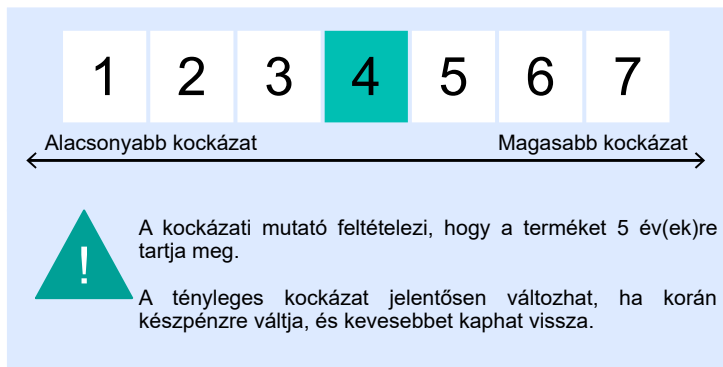 1 2 3 4 5 6 7
Alacsonyabb kockázat Magasabb kockázat
!
A kockázati mutató feltételezi, hogy a terméket 5 év(ek)re
tartja meg.
A tényleges kockázat jelentősen változhat, ha korán
készpénzre váltja, és kevesebbet kaphat vissza.